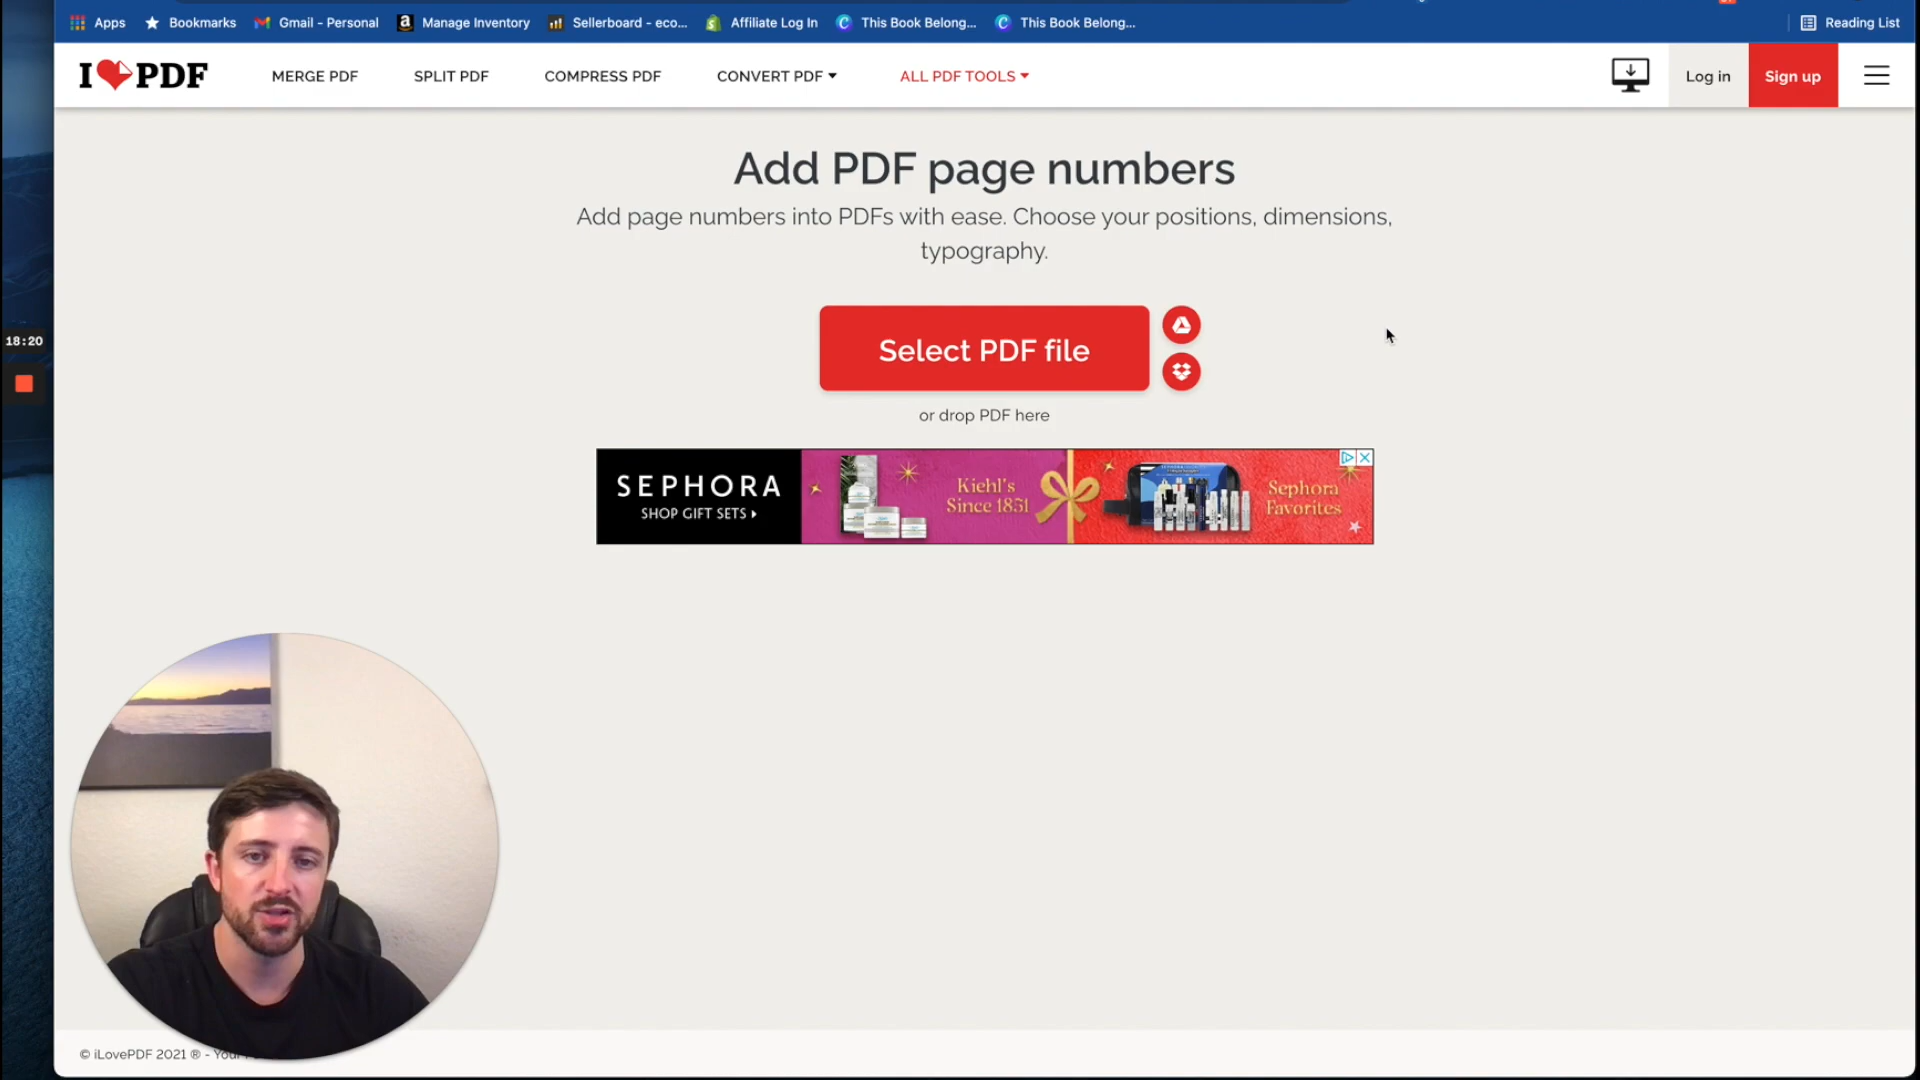 Apps
Bookmarks
Gmail - Personal
Manage Inventory
Sellerboard - eco...
Affiliate Log In
This Book Belong...
This Book Belong...
Reading List
I PDF
MERGE PDF
SPLIT PDF
COMPRESS PDF
CONVERT PDF
ALL PDF TOOLS
Log in
Sign up
Add PDF page numbers
Add page numbers into PDFs with ease. Choose your positions, dimensions,
typography.
18:20
Select PDF file
or drop PDF here
SEPHORA
SHOP GIFT SETS
Kiehl's
Since 1851
Sephora
Favorites
© iLovePDF 2021 ® - Your